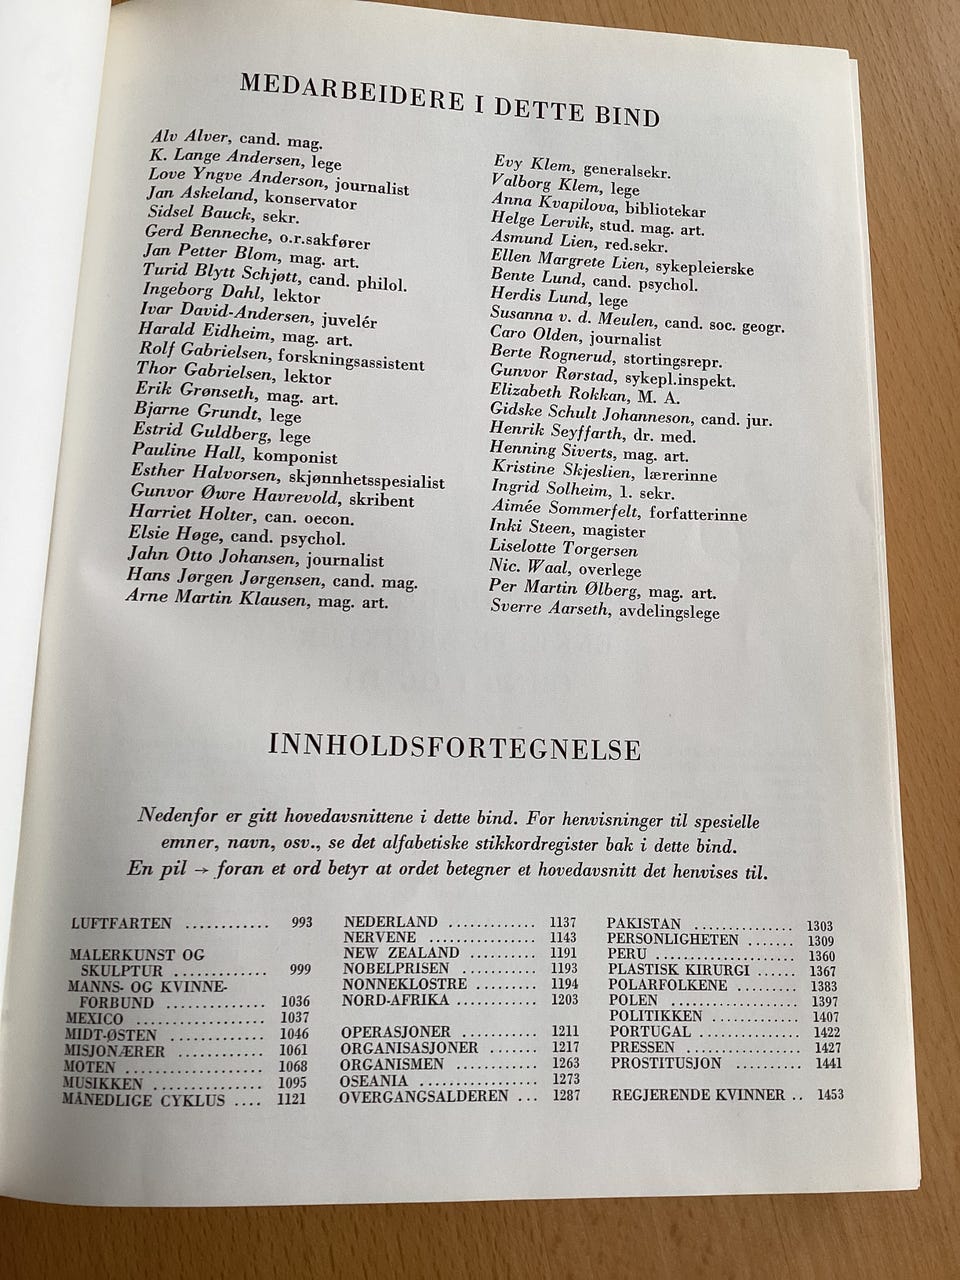 MEDARBEIDERE I DETTE BIND
Alv Alver, cand. mag.
K. Lange Andersen, lege
Love Yngve Anderson, journalist
Jan Askeland, konservator
Sidsel Bauck, sekr.
Gerd Benneche, o.r.sakfører
Jan Petter Blom, mag. art.
Turid Blytt Schjøtt, cand. philol.
Ingeborg Dahl, lektor
Ivar David-Andersen, juvelér
Harald Eidheim, mag. art.
Rolf Gabrielsen, forskningsassistent
Thor Gabrielsen, lektor
Erik Grønseth, mag. art.
Bjarne Grundt, lege
Estrid Guldberg, lege
Pauline Hall, komponist
Esther Halvorsen, skjønnhetsspesialist
Gunvor Øwre Havrevold, skribent
Harriet Holter, can. oecon.
Elsie Høge, cand. psychol.
Jahn Otto Johansen, journalist
Hans Jørgen Jørgensen, cand. mag.
Arne Martin Klausen, mag. art.
Evy Klem, generalsekr.
Valborg Klem, lege
Anna Kvapilova, bibliotekar
Helge Lervik, stud. mag. art.
Asmund Lien, red.sekr.
Ellen Margrete Lien, sykepleierske
Bente Lund, cand. psychol.
Herdis Lund, lege
Susanna v. d. Meulen, cand. soc. geogr.
Caro Olden, journalist
Berte Rognerud, stortingsrepr.
Gunvor Rørstad, sykepl.inspekt.
Elizabeth Rokkan, M. A.
Gidske Schult Johanneson, cand. jur.
Henrik Seyffarth, dr. med.
Henning Siverts, mag. art.
Kristine Skjeslien, lærerinne
Ingrid Solheim, 1. sekr.
Aimée Sommerfelt, forfatterinne
Inki Steen, magister
Liselotte Torgersen
Nic. Waal, overlege
Per Martin Ølberg, mag. art.
Sverre Aarseth, avdelingslege
INNHOLDSFORTEGNELSE
Nedenfor er gitt hovedavsnittene i dette bind. For henvisninger til spesielle
emner, navn, osv., se det alfabetiske stikkordregister bak i dette bind.
En pil → foran et ord betyr at ordet betegner et hovedavsnitt det henvises til.
LUFTFARTEN ............ 993
MALERKUNST OG
SKULPTUR ............. 999
MANNS- OG KVINNE-
FORBUND ............. 1036
MEXICO .................. 1037
MIDT-ØSTEN ............. 1046
MISJONÆRER ............ 1061
MOTEN .................. 1068
MUSIKKEN ............... 1095
MÅNEDLIGE CYKLUS .... 1121
NEDERLAND ............ 1137
NERVENE ............... 1143
NEW ZEALAND .......... 1191
NOBELPRISEN .......... 1193
NONNEKLOSTRE ........ 1194
NORD-AFRIKA ........... 1203
OPERASJONER .......... 1211
ORGANISASJONER ....... 1217
ORGANISMEN ........... 1263
OSEANIA ................ 1273
OVERGANGSALDEREN ... 1287
PAKISTAN .............. 1303
PERSONLIGHETEN ....... 1309
PERU .................... 1360
PLASTISK KIRURGI ...... 1367
POLARFOLKENE ......... 1383
POLEN .................. 1397
POLITIKKEN ............ 1407
PORTUGAL .............. 1422
PRESSEN ................ 1427
PROSTITUSJON .......... 1441
REGJERENDE KVINNER .. 1453